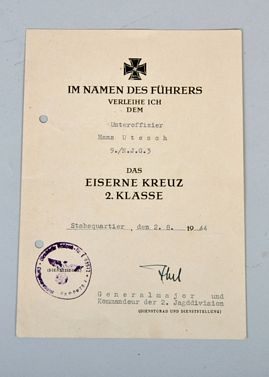 IM NAMEN DES FÜHRERS
VERLEIHE ICH
DEM
Unteroffizier
Hans Utesch
9./N.J.G.3
DAS
EISERNE KREUZ
2. KLASSE
Stabsquartier, den 2. 8. 1944
Generalmajor und
Kommandeur der 2. Jagddivision
(DIENSTGRAD UND DIENSTSTELLUNG)